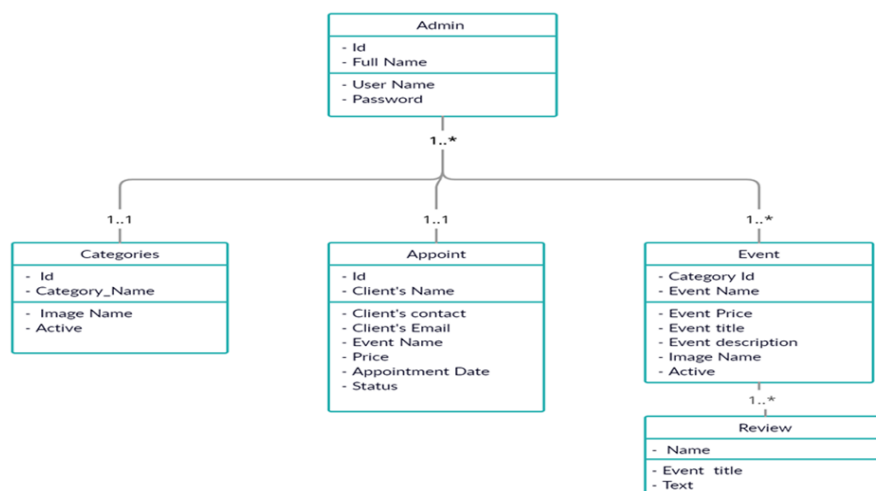 Admin
- Id
- Full Name
- User Name
- Password
1..*
1..1
1..1
1..*
Categories
- Id
- Category_Name
- Image Name
- Active
Appoint
- Id
- Client's Name
- Client's contact
- Client's Email
- Event Name
- Price
- Appointment Date
- Status
Event
- Category Id
- Event Name
- Event Price
- Event title
- Event description
- Image Name
- Active
1..*
Review
- Name
- Event title
- Text